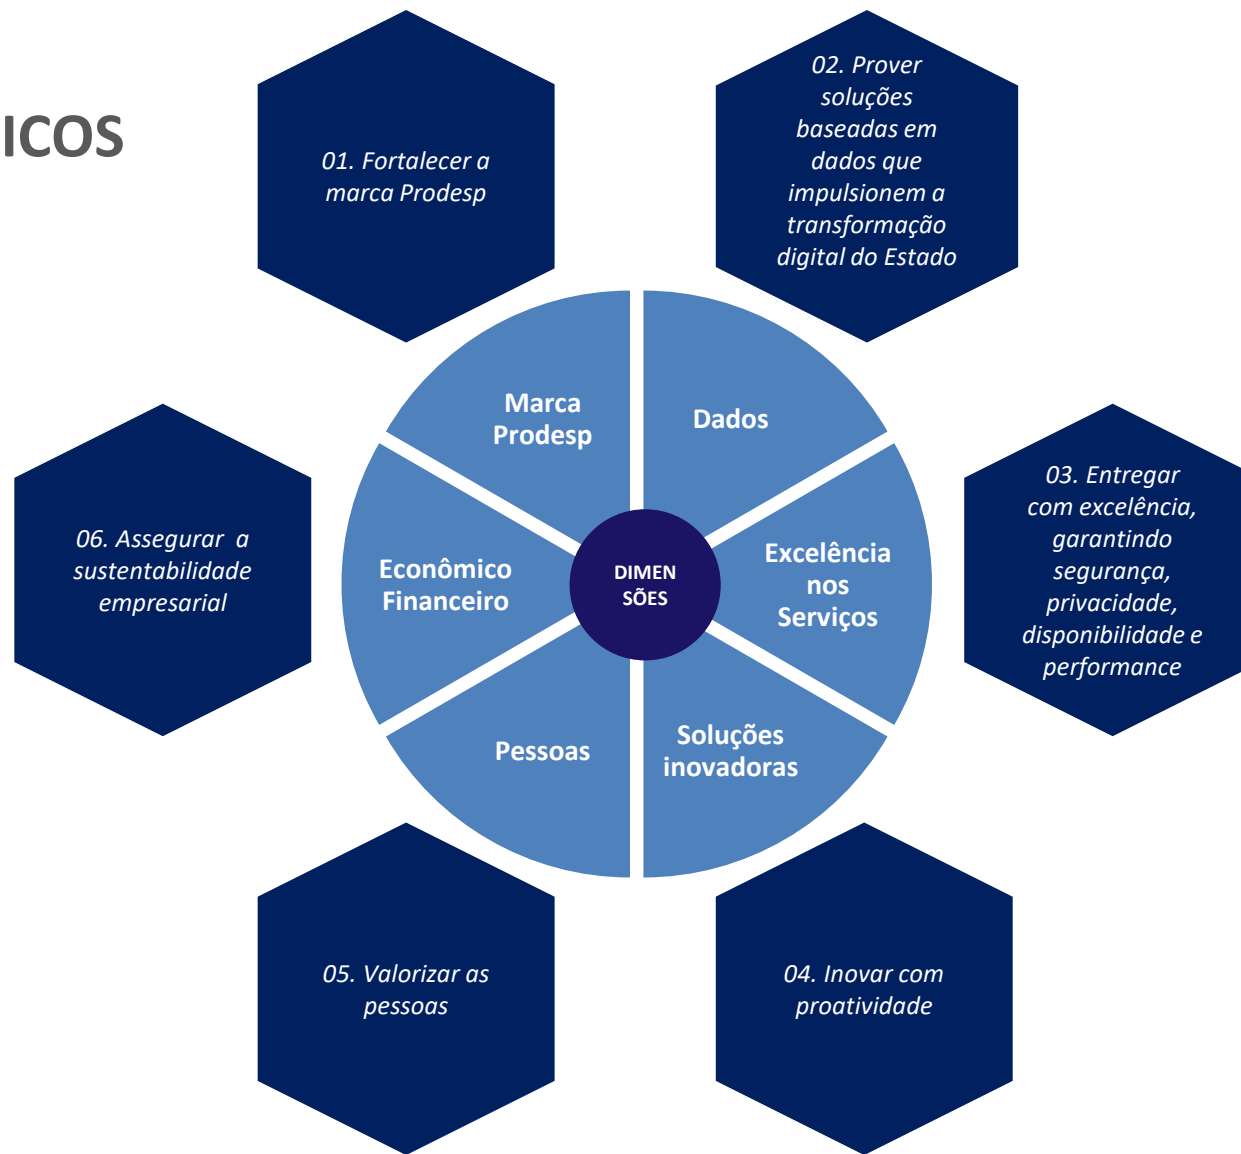 ICOS
01. Fortalecer a
marca Prodesp
02. Prover
soluções
baseadas em
dados que
impulsionem a
transformação
digital do Estado
Marca
Prodesp
Dados
03. Entregar
com excelência,
garantindo
segurança,
privacidade,
disponibilidade e
performance
06. Assegurar  a
sustentabilidade
empresarial
Econômico
Financeiro
DIMEN
SÕES
Excelência
nos
Serviços
Pessoas
Soluções
inovadoras
05. Valorizar as
pessoas
04. Inovar com
proatividade